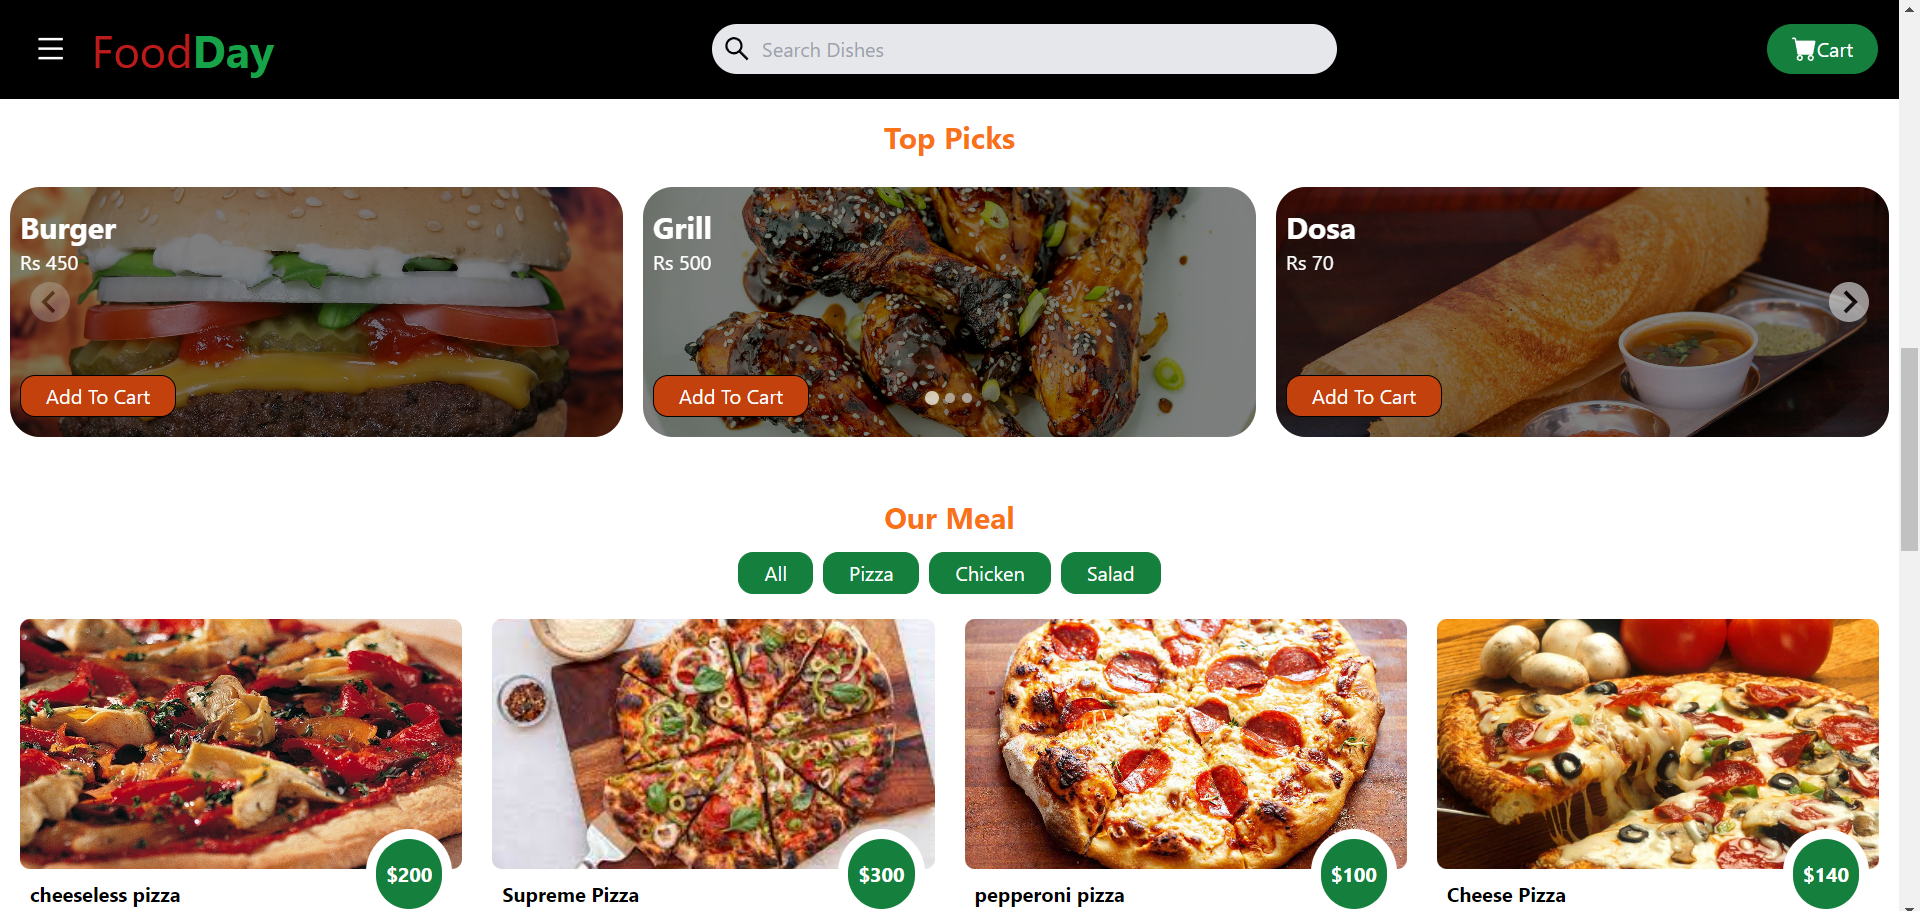 FoodDay
Search Dishes
Cart
Top Picks
Burger
Rs 450
Add To Cart
Grill
Rs 500
Add To Cart
Dosa
Rs 70
Add To Cart
Our Meal
All
Pizza
Chicken
Salad
$200
cheeseless pizza
$300
Supreme Pizza
$100
pepperoni pizza
$140
Cheese Pizza